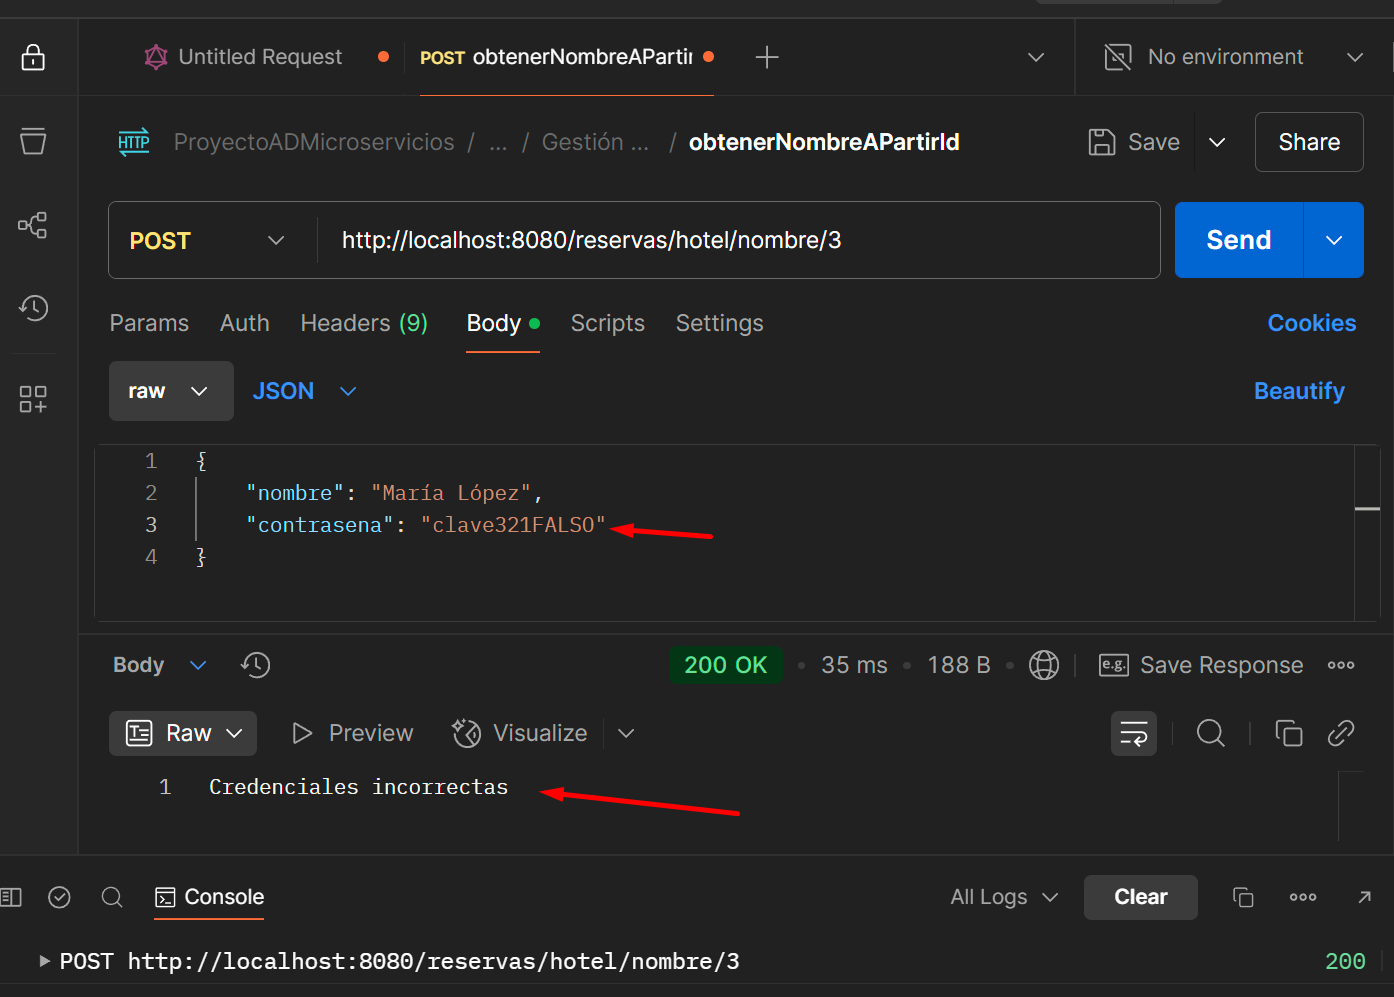 Untitled Request
POST obtenerNombreAPartir
No environment
HTTP ProyectoADMicroservicios / ... / Gestión ... / obtenerNombreAPartirId
Save
Share
POST
http://localhost:8080/reservas/hotel/nombre/3
Send
Params Auth Headers (9) Body Scripts Settings
Cookies
raw
JSON
Beautify
1 {
2 "nombre": "María López",
3 "contrasena": "clave321FALSO"
4 }
Body
200 OK • 35 ms • 188 B
e.g. Save Response
Raw
Preview
Visualize
1 Credenciales incorrectas
Console
All Logs
Clear
POST http://localhost:8080/reservas/hotel/nombre/3
200